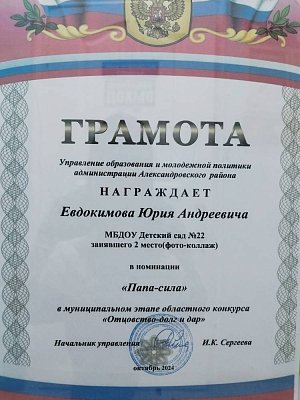 ГРАМОТА
Управление образования и молодежной политики
администрации Александровского района
НАГРАЖДАЕТ
Евдокимова Юрия Андреевича
МБДОУ Детский сад №22
занявшего 2 место(фото-коллаж)
в номинации
«Папа-сила»
в муниципальном этапе областного конкурса
«Отцовство-долг и дар»
Начальник управления И.К. Сергеева
октябрь 2024